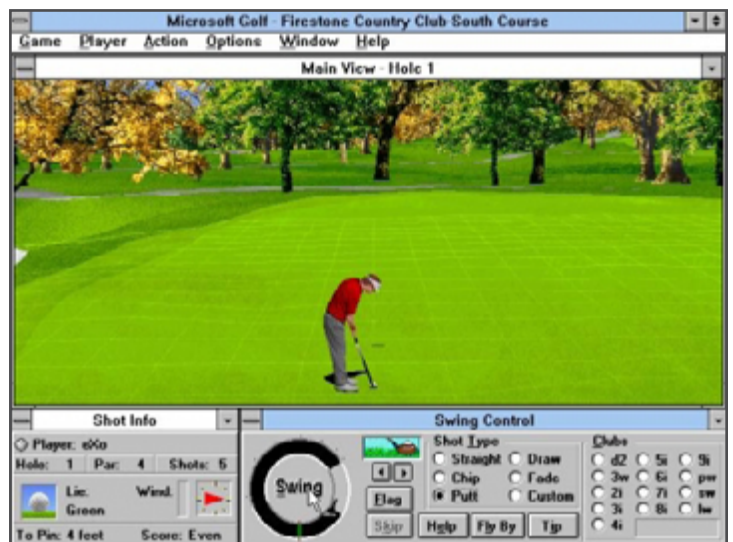 Microsoft Golf - Firestone Country Club-South Course
Game Player Action Options Window Help
Main View - Hole 1
Shot Info
Player: eXo
Hole: 1 Par: 4 Shots: 5
Lie: Wind:
Green
To Pin: 4 feet Score: Even
Swing Control
Swing
Flag
Skip
Shot Type
Straight Draw
Chip Fade
Putt Custom
Help Fly By Tip
Clubs
d2 5i 9i
3w 6i pw
2i 7i sw
3i 8i lw
4i